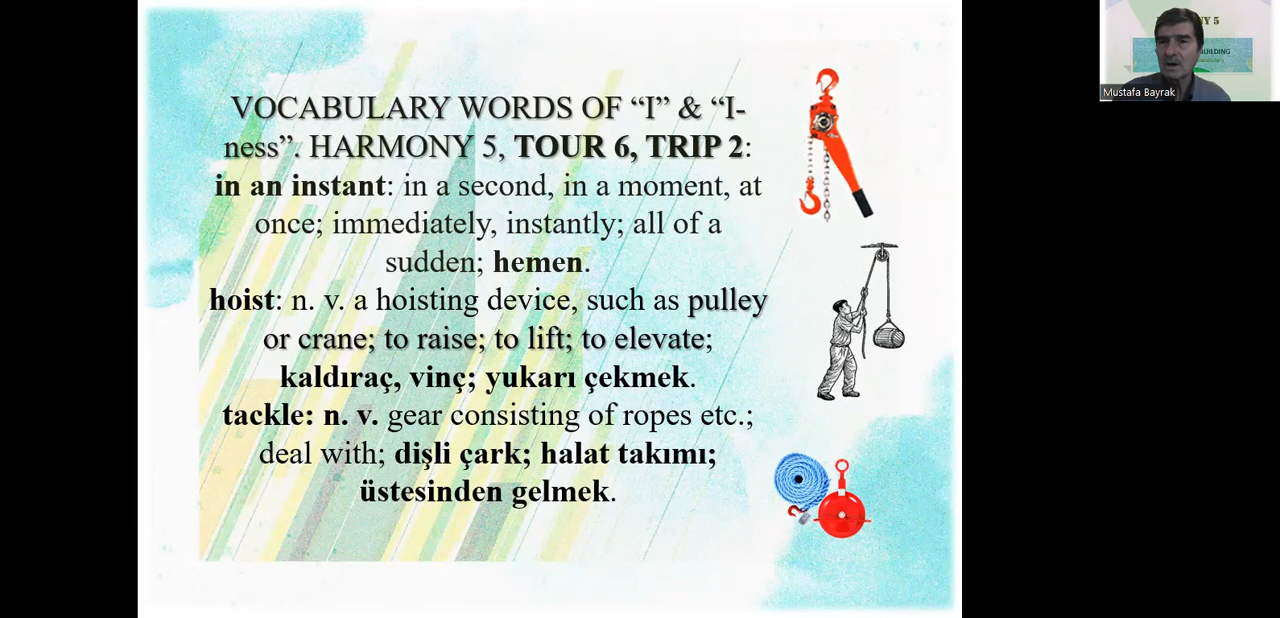 VOCABULARY WORDS OF “I” & “I-
ness”. HARMONY 5, TOUR 6, TRIP 2:
in an instant: in a second, in a moment, at
once; immediately, instantly; all of a
sudden; hemen.
hoist: n. v. a hoisting device, such as pulley
or crane; to raise; to lift; to elevate;
kaldıraç, vinç; yukarı çekmek.
tackle: n. v. gear consisting of ropes etc.;
deal with; dişli çark; halat takımı;
üstesinden gelmek.
NY 5
BUILDING
Mustafa Bayrak